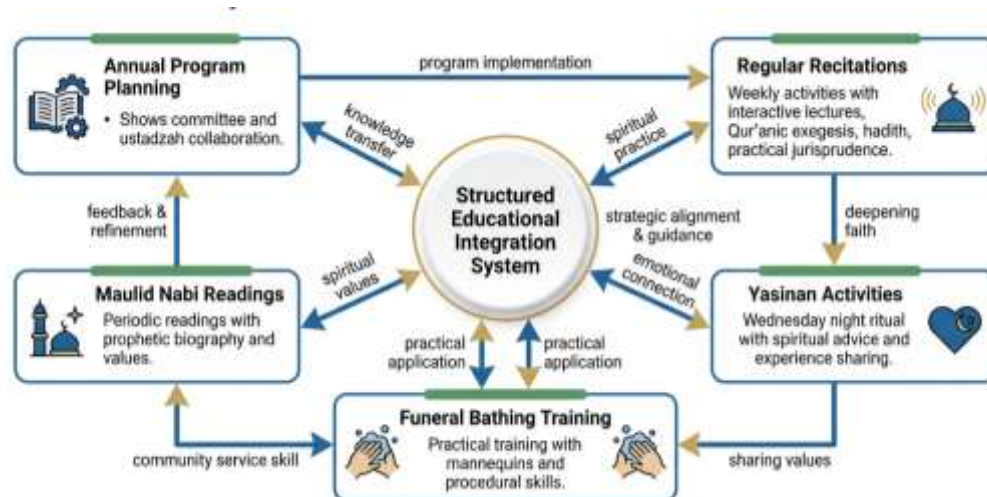 Annual Program
Planning
• Shows committee and
ustadzah collaboration.
program implementation
Regular Recitations
Weekly activities with
interactive lectures,
Qur'anic exegesis, hadith,
practical jurisprudence.
knowledge
transfer
spiritual
practice
Structured
Educational
Integration
System
feedback &
refinement
strategic alignment
& guidance
deepening
faith
Maulid Nabi Readings
Periodic readings with
prophetic biography and
values.
spiritual
values
emotional
connection
Yasinan Activities
Wednesday night ritual
with spiritual advice and
experience sharing.
practical
application
practical
application
Funeral Bathing Training
Practical training with
mannequins and
procedural skills.
community service skill
sharing values